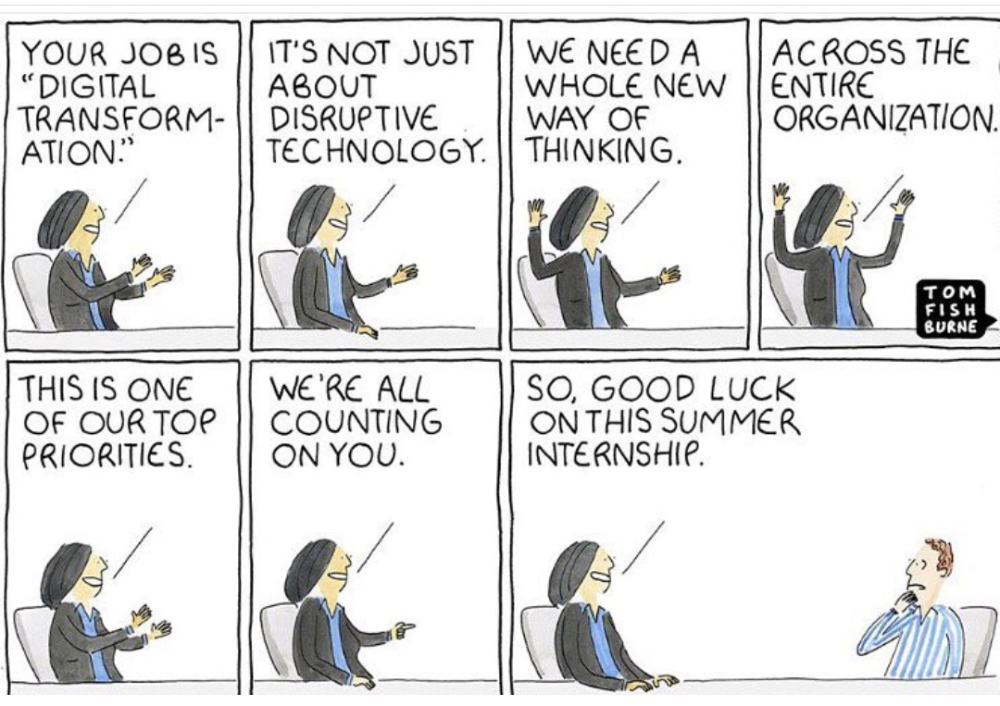 YOUR JOB IS
"DIGITAL
TRANSFORM-
ATION."
IT'S NOT JUST
ABOUT
DISRUPTIVE
TECHNOLOGY.
WE NEED A
WHOLE NEW
WAY OF
THINKING.
ACROSS THE
ENTIRE
ORGANIZATION.
TOM
FISH
BURNE
THIS IS ONE
OF OUR TOP
PRIORITIES.
WE'RE ALL
COUNTING
ON YOU.
SO, GOOD LUCK
ON THIS SUMMER
INTERNSHIP.